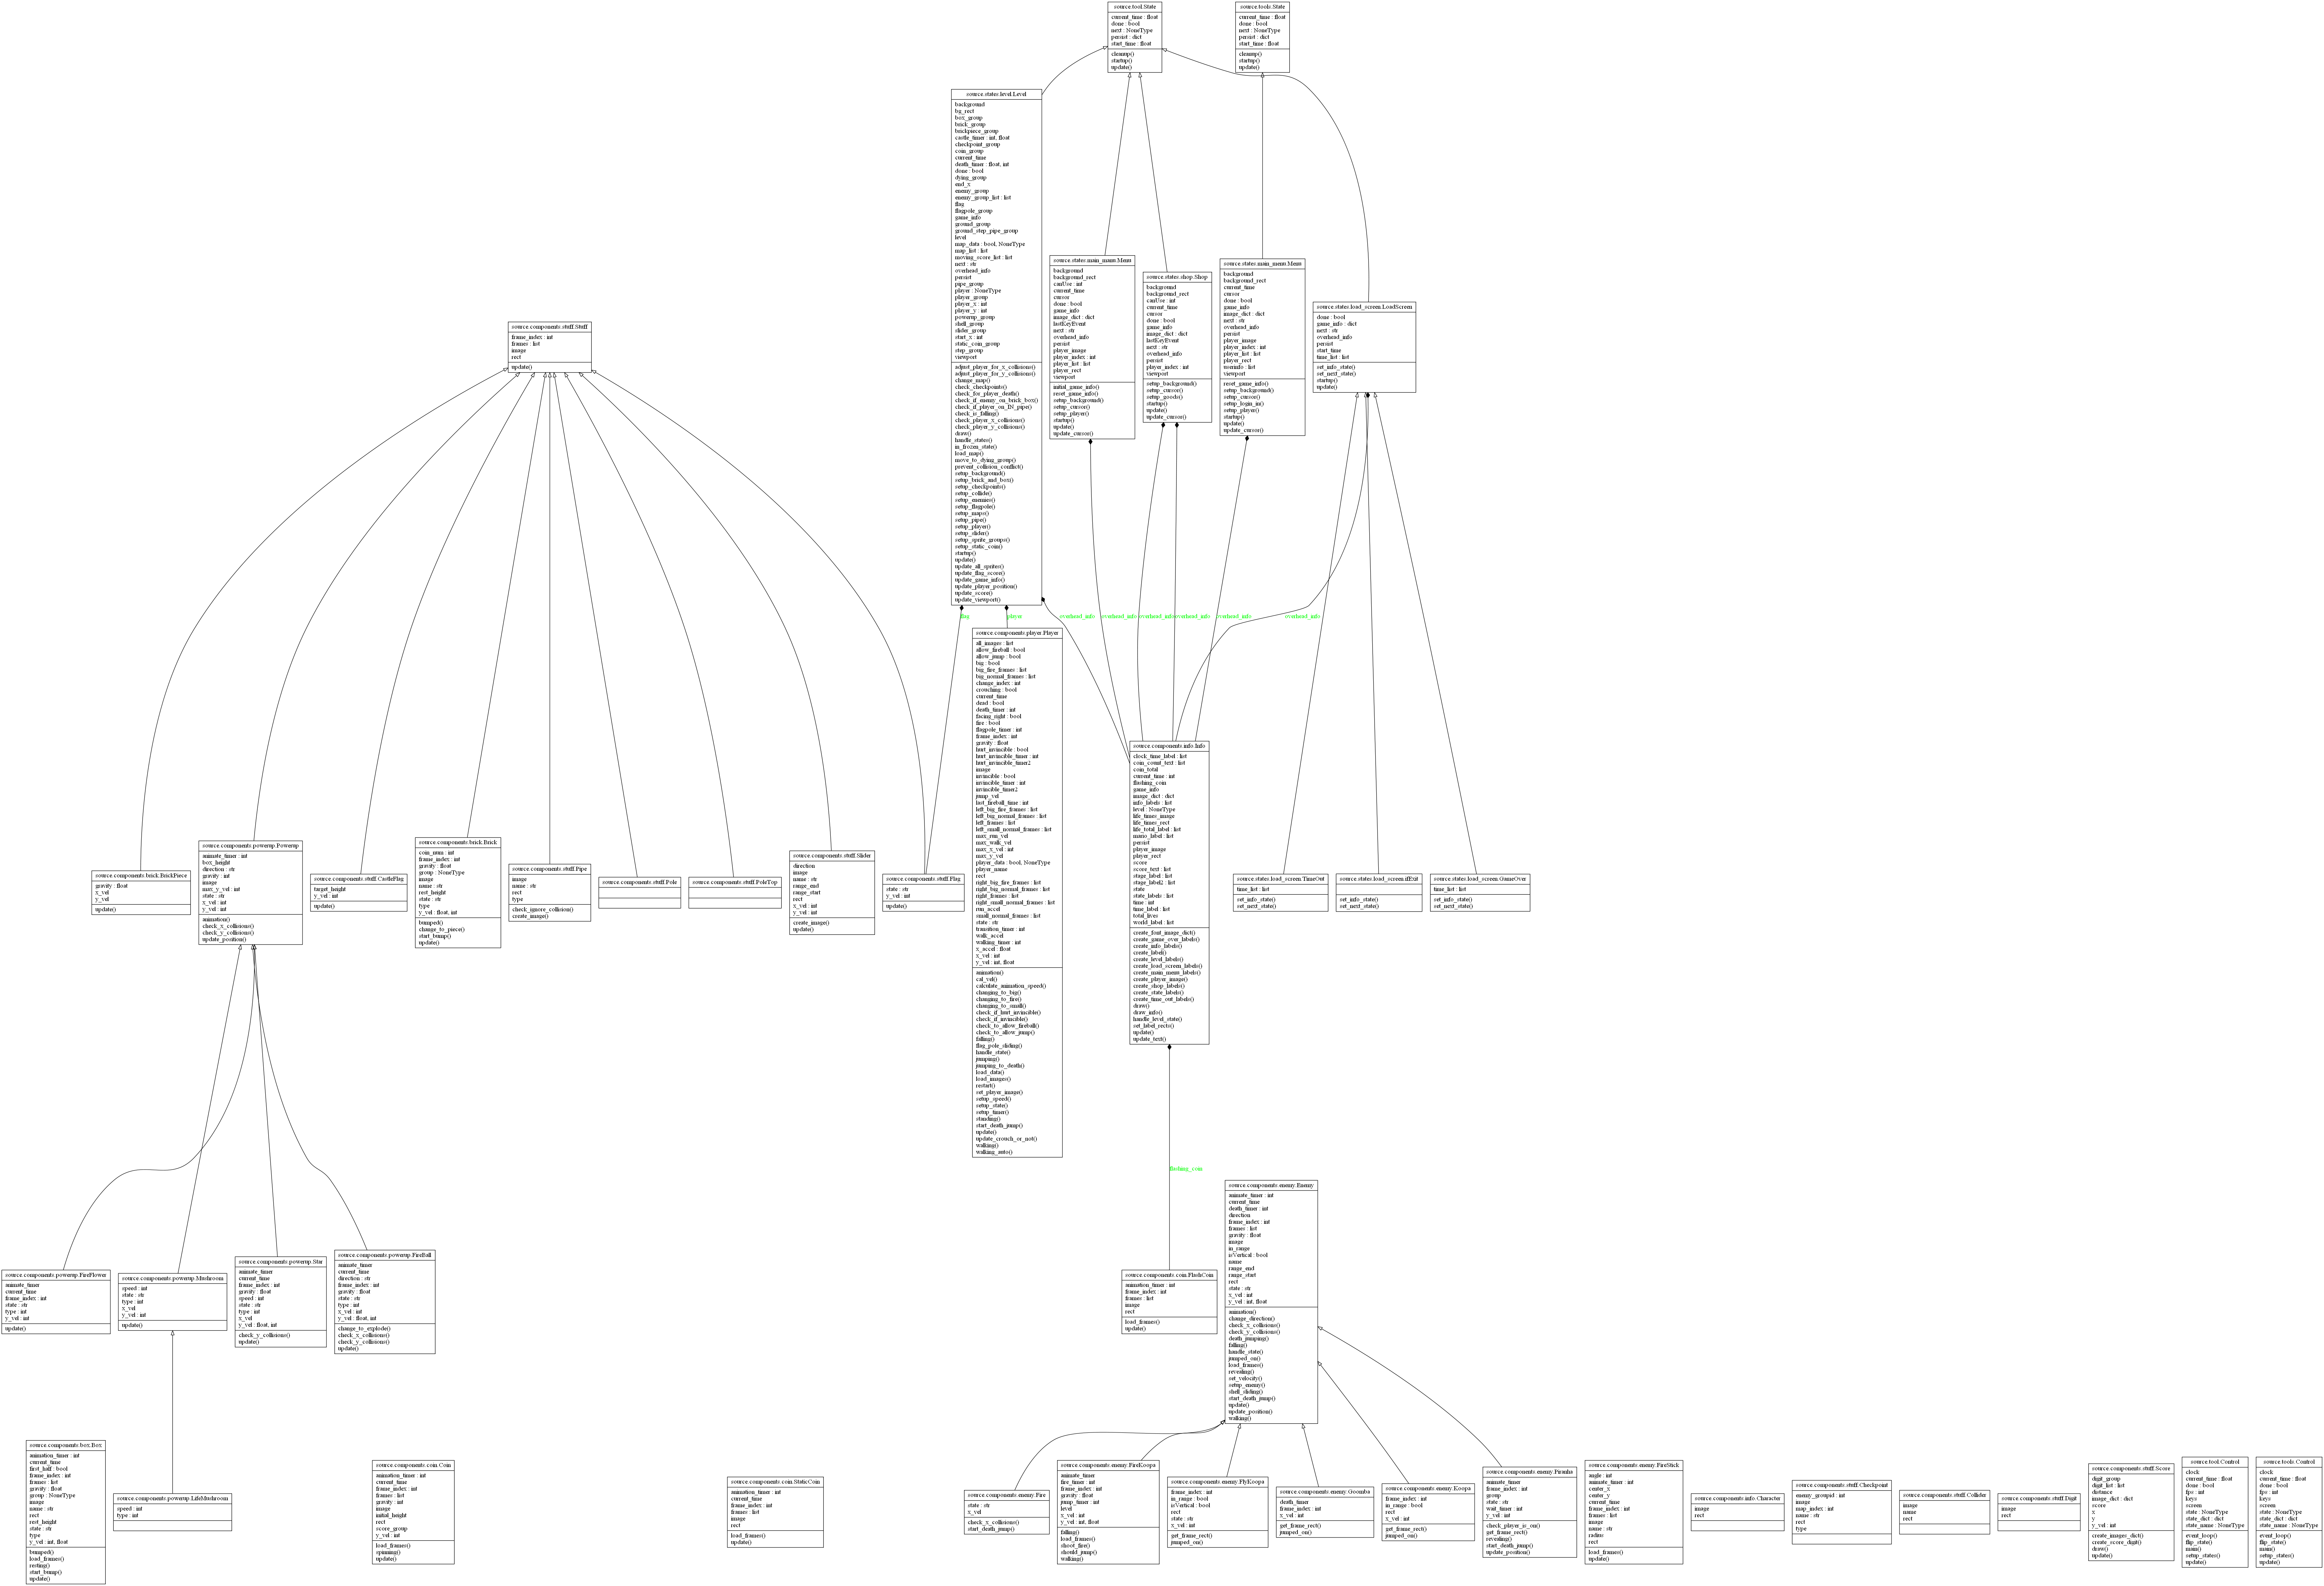 source.tool.State
current_time : float
done : bool
next : NoneType
persist : dict
start_time : float
cleanup()
startup()
update()
source.tools.State
current_time : float
done : bool
next : NoneType
persist : dict
start_time : float
cleanup()
startup()
update()
source.states.level.Level
background
bg_rect
box_group
brick_group
brickpiece_group
castle_timer : int, float
checkpoint_group
coin_group
current_time
death_timer : float, int
done : bool
dying_group
end_x
enemy_group
enemy_group_list : list
flag
flagpole_group
game_info
ground_group
ground_step_pipe_group
level
map_data : bool, NoneType
map_list : list
moving_score_list : list
next : str
overhead_info
persist
pipe_group
player : NoneType
player_group
player_x : int
player_y : int
powerup_group
shell_group
slider_group
start_x : int
static_coin_group
step_group
viewport
adjust_player_for_x_collisions()
adjust_player_for_y_collisions()
change_map()
check_checkpoints()
check_for_player_death()
check_if_enemy_on_brick_box()
check_if_player_on_IN_pipe()
check_is_falling()
check_player_x_collisions()
check_player_y_collisions()
draw()
handle_states()
in_frozen_state()
load_map()
move_to_dying_group()
prevent_collision_conflict()
setup_background()
setup_brick_and_box()
setup_checkpoints()
setup_collide()
setup_enemies()
setup_flagpole()
setup_maps()
setup_pipe()
setup_player()
setup_slider()
setup_sprite_groups()
setup_static_coin()
startup()
update()
update_all_sprites()
update_flag_score()
update_game_info()
update_player_position()
update_score()
update_viewport()
source.states.main_manu.Menu
background
background_rect
canUse : int
current_time
cursor
done : bool
game_info
image_dict : dict
lastKeyEvent
next : str
overhead_info
persist
player_image
player_index : int
player_list : list
player_rect
viewport
initial_game_info()
reset_game_info()
setup_background()
setup_cursor()
setup_player()
startup()
update()
update_cursor()
source.states.shop.Shop
background
background_rect
canUse : int
current_time
cursor
done : bool
game_info
image_dict : dict
lastKeyEvent
next : str
overhead_info
persist
player_index : int
viewport
setup_background()
setup_cursor()
setup_goods()
startup()
update()
update_cursor()
source.states.main_menu.Menu
background
background_rect
current_time
cursor
done : bool
game_info
image_dict : dict
next : str
overhead_info
persist
player_image
player_index : int
player_list : list
player_rect
userinfo : list
viewport
reset_game_info()
setup_background()
setup_cursor()
setup_login_in()
setup_player()
startup()
update()
update_cursor()
source.states.load_screen.LoadScreen
done : bool
game_info : dict
next : str
overhead_info
persist
start_time
time_list : list
set_info_state()
set_next_state()
startup()
update()
source.components.stuff.Stuff
frame_index : int
frames : list
image
rect
update()
flag
player
overhead_info
overhead_info
overhead_info
overhead_info
overhead_info
overhead_info
source.components.player.Player
all_images : list
allow_fireball : bool
allow_jump : bool
big : bool
big_fire_frames : list
big_normal_frames : list
change_index : int
crouching : bool
current_time
dead : bool
death_timer : int
facing_right : bool
fire : bool
flagpole_timer : int
frame_index : int
gravity : float
hurt_invincible : bool
hurt_invincible_timer : int
hurt_invincible_timer2
image
invincible : bool
invincible_timer : int
invincible_timer2
jump_vel
last_fireball_time : int
left_big_fire_frames : list
left_big_normal_frames : list
left_frames : list
left_small_normal_frames : list
max_run_vel
max_walk_vel
max_x_vel : int
max_y_vel
player_data : bool, NoneType
player_name
rect
right_big_fire_frames : list
right_big_normal_frames : list
right_frames : list
right_small_normal_frames : list
run_accel
small_normal_frames : list
state : str
transition_timer : int
walk_accel
walking_timer : int
x_accel : float
x_vel : int
y_vel : int, float
animation()
cal_vel()
calculate_animation_speed()
changing_to_big()
changing_to_fire()
changing_to_small()
check_if_hurt_invincible()
check_if_invincible()
check_to_allow_fireball()
check_to_allow_jump()
falling()
flag_pole_sliding()
handle_state()
jumping()
jumping_to_death()
load_data()
load_images()
restart()
set_player_image()
setup_speed()
setup_state()
setup_timer()
standing()
start_death_jump()
update()
update_crouch_or_not()
walking()
walking_auto()
source.components.info.Info
clock_time_label : list
coin_count_text : list
coin_total
current_time : int
flashing_coin
game_info
image_dict : dict
info_labels : list
level : NoneType
life_times_image
life_times_rect
life_total_label : list
mario_label : list
persist
player_image
player_rect
score
score_text : list
stage_label : list
stage_label2 : list
state
state_labels : list
time : int
time_label : list
total_lives
world_label : list
create_font_image_dict()
create_game_over_labels()
create_info_labels()
create_label()
create_level_labels()
create_load_screen_labels()
create_main_menu_labels()
create_player_image()
create_shop_labels()
create_state_labels()
create_time_out_labels()
draw()
draw_info()
handle_level_state()
set_label_rects()
update()
update_text()
source.components.brick.BrickPiece
gravity : float
x_vel
y_vel
update()
source.components.powerup.Powerup
animate_timer : int
box_height
direction : str
gravity : int
image
max_y_vel : int
state : str
x_vel : int
y_vel : int
animation()
check_x_collisions()
check_y_collisions()
update_position()
source.components.stuff.CastleFlag
target_height
y_vel : int
update()
source.components.brick.Brick
coin_num : int
frame_index : int
gravity : float
group : NoneType
image
name : str
rest_height
state : str
type
y_vel : float, int
bumped()
change_to_piece()
start_bump()
update()
source.components.stuff.Pipe
image
name : str
rect
type
check_ignore_collision()
create_image()
source.components.stuff.Pole
source.components.stuff.PoleTop
source.components.stuff.Slider
direction
image
name : str
range_end
range_start
rect
x_vel : int
y_vel : int
create_image()
update()
source.components.stuff.Flag
state : str
y_vel : int
update()
source.states.load_screen.TimeOut
time_list : list
set_info_state()
set_next_state()
source.states.load_screen.ifExit
set_info_state()
set_next_state()
source.states.load_screen.GameOver
time_list : list
set_info_state()
set_next_state()
flashing_coin
source.components.powerup.FireFlower
animate_timer
current_time
frame_index : int
state : str
type : int
y_vel : int
update()
source.components.powerup.Mushroom
speed : int
state : str
type : int
x_vel
y_vel : int
update()
source.components.powerup.Star
animate_timer
current_time
frame_index : int
gravity : float
speed : int
state : str
type : int
x_vel
y_vel : float, int
check_y_collisions()
update()
source.components.powerup.FireBall
animate_timer
current_time
direction : str
frame_index : int
gravity : float
state : str
type : int
x_vel : int
y_vel : float, int
change_to_explode()
check_x_collisions()
check_y_collisions()
update()
source.components.coin.FlashCoin
animation_timer : int
frame_index : int
frames : list
image
rect
load_frames()
update()
source.components.enemy.Enemy
animate_timer : int
current_time
death_timer : int
direction
frame_index : int
frames : list
gravity : float
image
in_range
isVertical : bool
name
range_end
range_start
rect
state : str
x_vel : int
y_vel : int, float
animation()
change_direction()
check_x_collisions()
check_y_collisions()
death_jumping()
falling()
handle_state()
jumped_on()
load_frames()
revealing()
set_velocity()
setup_enemy()
shell_sliding()
start_death_jump()
update()
update_position()
walking()
source.components.box.Box
animation_timer : int
current_time
first_half : bool
frame_index : int
frames : list
gravity : float
group : NoneType
image
name : str
rect
rest_height
state : str
type
y_vel : int, float
bumped()
load_frames()
resting()
start_bump()
update()
source.components.powerup.LifeMushroom
speed : int
type : int
source.components.coin.Coin
animation_timer : int
current_time
frame_index : int
frames : list
gravity : int
image
initial_height
rect
score_group
y_vel : int
load_frames()
spinning()
update()
source.components.coin.StaticCoin
animation_timer : int
current_time
frame_index : int
frames : list
image
rect
load_frames()
update()
source.components.enemy.Fire
state : str
x_vel
check_x_collisions()
start_death_jump()
source.components.enemy.FireKoopa
animate_timer
fire_timer : int
frame_index : int
gravity : float
jump_timer : int
level
x_vel : int
y_vel : int, float
falling()
load_frames()
shoot_fire()
should_jump()
walking()
source.components.enemy.FlyKoopa
frame_index : int
in_range : bool
isVertical : bool
rect
state : str
x_vel : int
get_frame_rect()
jumped_on()
source.components.enemy.Goomba
death_timer
frame_index : int
x_vel : int
get_frame_rect()
jumped_on()
source.components.enemy.Koopa
frame_index : int
in_range : bool
rect
x_vel : int
get_frame_rect()
jumped_on()
source.components.enemy.Piranha
animate_timer
frame_index : int
group
state : str
wait_timer : int
y_vel : int
check_player_is_on()
get_frame_rect()
revealing()
start_death_jump()
update_position()
source.components.enemy.FireStick
angle : int
animate_timer : int
center_x
center_y
current_time
frame_index : int
frames : list
image
name : str
radius
rect
load_frames()
update()
source.components.info.Character
image
rect
source.components.stuff.Checkpoint
enemy_groupid : int
image
map_index : int
name : str
rect
type
source.components.stuff.Collider
image
name
rect
source.components.stuff.Digit
image
rect
source.components.stuff.Score
digit_group
digit_list : list
distance
image_dict : dict
score
x
y
y_vel : int
create_images_dict()
create_score_digit()
draw()
update()
source.tool.Control
clock
current_time : float
done : bool
fps : int
keys
screen
state : NoneType
state_dict : dict
state_name : NoneType
event_loop()
flip_state()
main()
setup_states()
update()
source.tools.Control
clock
current_time : float
done : bool
fps : int
keys
screen
state : NoneType
state_dict : dict
state_name : NoneType
event_loop()
flip_state()
main()
setup_states()
update()